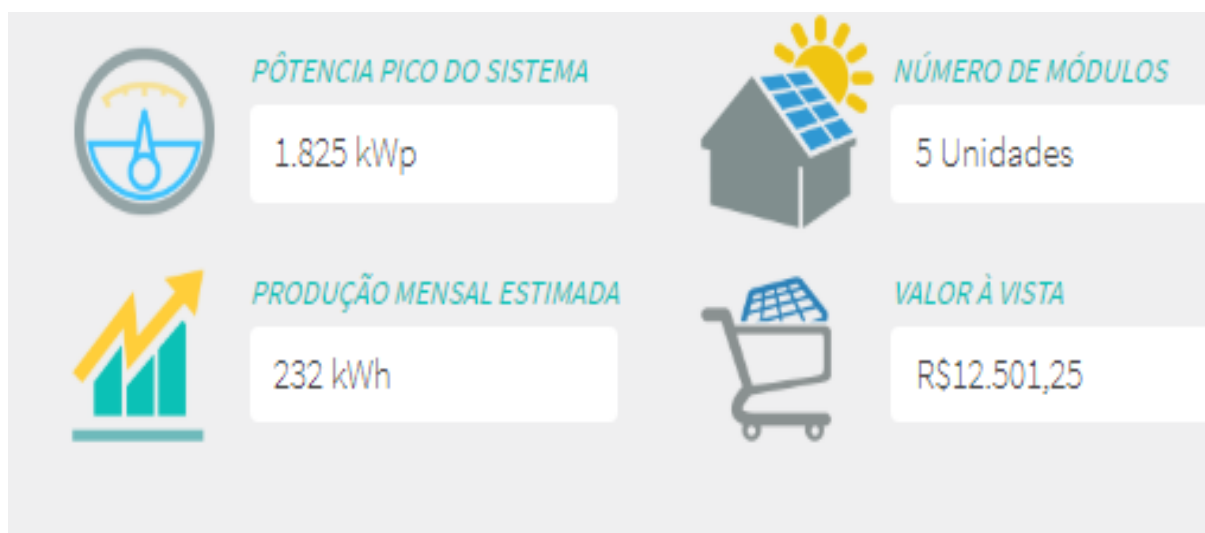 PÔTENCIA PICO DO SISTEMA
1.825 kWp
NÚMERO DE MÓDULOS
5 Unidades
PRODUÇÃO MENSAL ESTIMADA
232 kWh
VALOR À VISTA
R$12.501,25